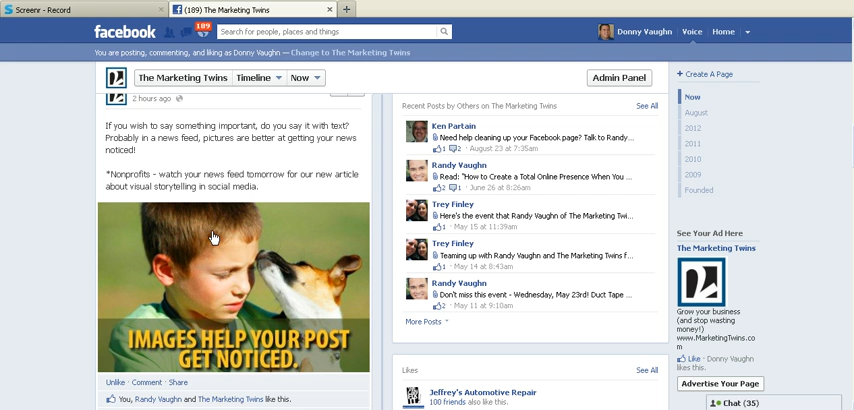 Screenr - Record
(189) The Marketing Twins
facebook
189
Search for people, places and things
Donny Vaughn
Voice
Home
You are posting, commenting, and liking as Donny Vaughn — Change to The Marketing Twins
The Marketing Twins
Timeline
Now
Admin Panel
2 hours ago
If you wish to say something important, do you say it with text?
Probably in a news feed, pictures are better at getting your news
noticed!
*Nonprofits - watch your news feed tomorrow for our new article
about visual storytelling in social media.
IMAGES HELP YOUR POST
GET NOTICED.
Unlike · Comment · Share
You, Randy Vaughn and The Marketing Twins like this.
Recent Posts by Others on The Marketing Twins
See All
Ken Partain
Need help cleaning up your Facebook page? Talk to Randy...
1 2 · August 23 at 7:35am
Randy Vaughn
Read: "How to Create a Total Online Presence When You ...
2 1 · June 26 at 8:26am
Trey Finley
Here's the event that Randy Vaughn of The Marketing Twi...
1 · May 15 at 11:39am
Trey Finley
Teaming up with Randy Vaughn and The Marketing Twins f...
1 · May 14 at 8:43am
Randy Vaughn
Don't miss this event - Wednesday, May 23rd! Duct Tape ...
2 · May 11 at 9:10am
More Posts
Likes
See All
Jeffrey's Automotive Repair
100 friends also like this.
+ Create A Page
Now
August
2012
2011
2010
2009
Founded
See Your Ad Here
The Marketing Twins
Grow your business
(and stop wasting
money!)
www.MarketingTwins.co
m
Like · Donny Vaughn
likes this.
Advertise Your Page
Chat (35)